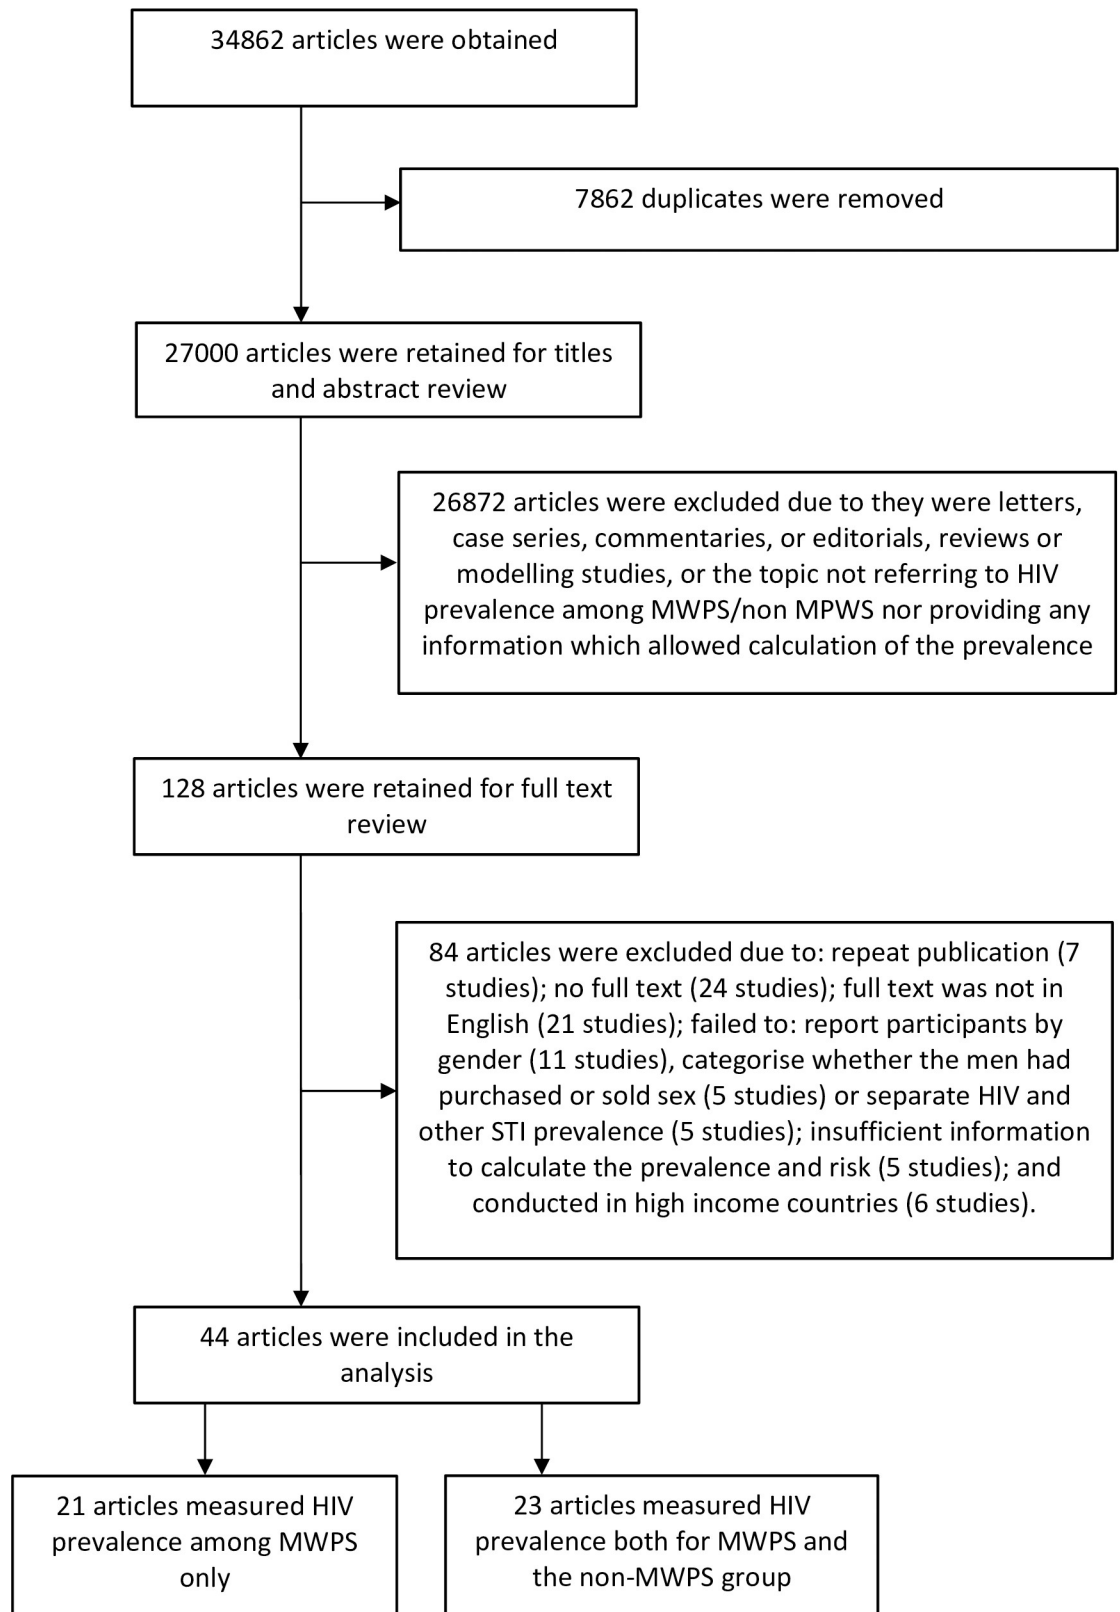 34862 articles were obtained
7862 duplicates were removed
27000 articles were retained for titles
and abstract review
26872 articles were excluded due to they were letters,
case series, commentaries, or editorials, reviews or
modelling studies, or the topic not referring to HIV
prevalence among MWPS/non MPWS nor providing any
information which allowed calculation of the prevalence
128 articles were retained for full text
review
84 articles were excluded due to: repeat publication (7
studies); no full text (24 studies); full text was not in
English (21 studies); failed to: report participants by
gender (11 studies), categorise whether the men had
purchased or sold sex (5 studies) or separate HIV and
other STI prevalence (5 studies); insufficient information
to calculate the prevalence and risk (5 studies); and
conducted in high income countries (6 studies).
44 articles were included in the
analysis
21 articles measured HIV
prevalence among MWPS
only
23 articles measured HIV
prevalence both for MWPS and
the non-MWPS group